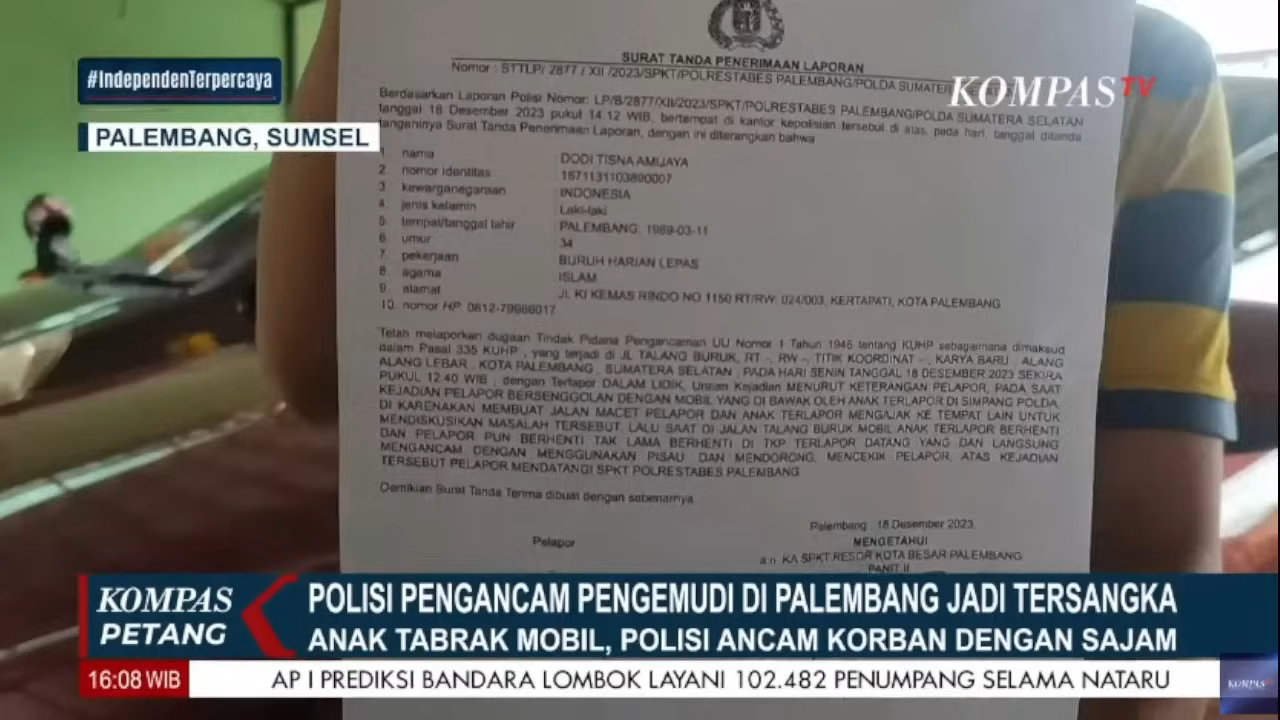 #IndependenTerpercaya
PALEMBANG, SUMSEL
KOMPAS TV
SURAT TANDA PENERIMAAN LAPORAN
Nomor : STTLP/ 2877 / XII /2023/SPKT/POLRESTABES PALEMBANG/POLDA SUMATERA
Berdasarkan Laporan Polisi Nomor: LP/B/2877/XII/2023/SPKT/POLRESTABES PALEMBANG/POLDA SUMATERA SELATAN
tanggal 18 Desember 2023 pukul 14.12 WIB, bertempat di kantor kepolisian tersebut di atas, pada hari, tanggal ditanda
tanganinya Surat Tanda Penerimaan Laporan, dengan ini diterangkan bahwa
1. nama : DODI TISNA AMIJAYA
2. nomor identitas : 1671131103890007
3. kewarganegaraan : INDONESIA
4. jenis kelamin : Laki-laki
5. tempat/tanggal lahir : PALEMBANG, 1989-03-11
6. umur : 34
7. pekerjaan : BURUH HARIAN LEPAS
8. agama : ISLAM
9. alamat : JL KI KEMAS RINDO NO 1150 RT/RW. 024/003, KERTAPATI, KOTA PALEMBANG
10. nomor HP. 0812-79986017
Telah melaporkan dugaan Tindak Pidana Pengancaman UU Nomor 1 Tahun 1946 tentang KUHP sebagaimana dimaksud
dalam Pasal 335 KUHP , yang terjadi di JL TALANG BURUK, RT -, RW -, TITIK KOORDINAT -, KARYA BARU , ALANG
ALANG LEBAR , KOTA PALEMBANG , SUMATERA SELATAN , PADA HARI SENIN TANGGAL 18 DESEMBER 2023 SEKIRA
PUKUL 12.40 WIB , dengan Terlapor DALAM LIDIK, Uraian Kejadian MENURUT KETERANGAN PELAPOR, PADA SAAT
KEJADIAN PELAPOR BERSENGGOLAN DENGAN MOBIL YANG DI BAWAK OLEH ANAK TERLAPOR DI SIMPANG POLDA,
DI KARENAKAN MEMBUAT JALAN MACET PELAPOR DAN ANAK TERLAPOR MENGAJAK KE TEMPAT LAIN UNTUK
MENDISKUSIKAN MASALAH TERSEBUT, LALU SAAT DI JALAN TALANG BURUK MOBIL ANAK TERLAPOR BERHENTI
DAN PELAPOR PUN BERHENTI TAK LAMA BERHENTI DI TKP TERLAPOR DATANG YANG DAN LANGSUNG
MENGANCAM DENGAN MENGGUNAKAN PISAU DAN MENDORONG, MENCEKIK PELAPOR, ATAS KEJADIAN
TERSEBUT PELAPOR MENDATANGI SPKT POLRESTABES PALEMBANG
Demikian Surat Tanda Terima dibuat dengan sebenarnya
Palembang, 18 Desember 2023
Pelapor
MENGETAHUI
a.n KA SPKT RESOR KOTA BESAR PALEMBANG
PANIT II
KOMPAS PETANG
POLISI PENGANCAM PENGEMUDI DI PALEMBANG JADI TERSANGKA
ANAK TABRAK MOBIL, POLISI ANCAM KORBAN DENGAN SAJAM
16:08 WIB
AP I PREDIKSI BANDARA LOMBOK LAYANI 102.482 PENUMPANG SELAMA NATARU
KOMPAS TV